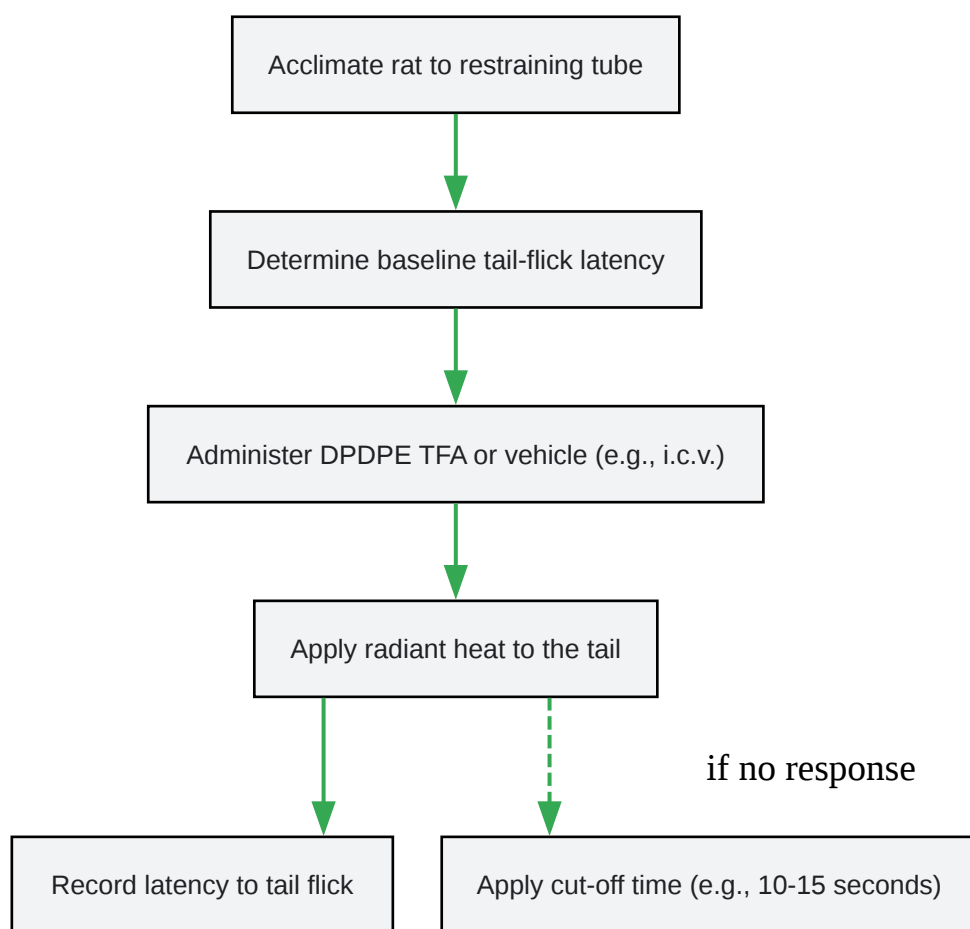 Acclimate rat to restraining tube
Determine baseline tail-flick latency
Administer DPDPE TFA or vehicle (e.g., i.c.v.)
Apply radiant heat to the tail
if no response
Record latency to tail flick
Apply cut-off time (e.g., 10-15 seconds)